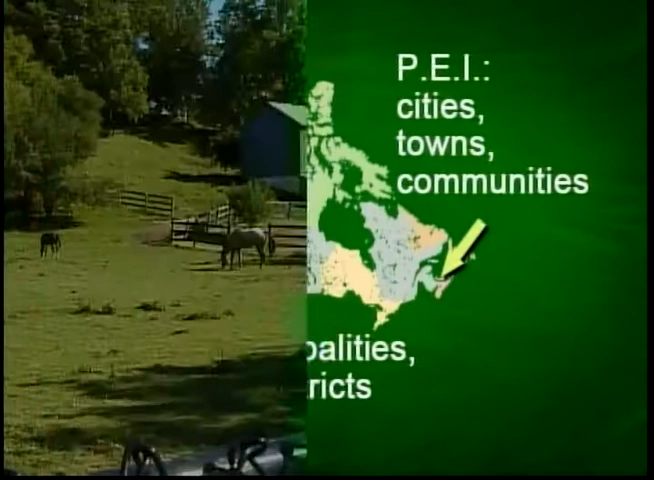 P.E.I.:
cities,
towns,
communities
palities,
ricts